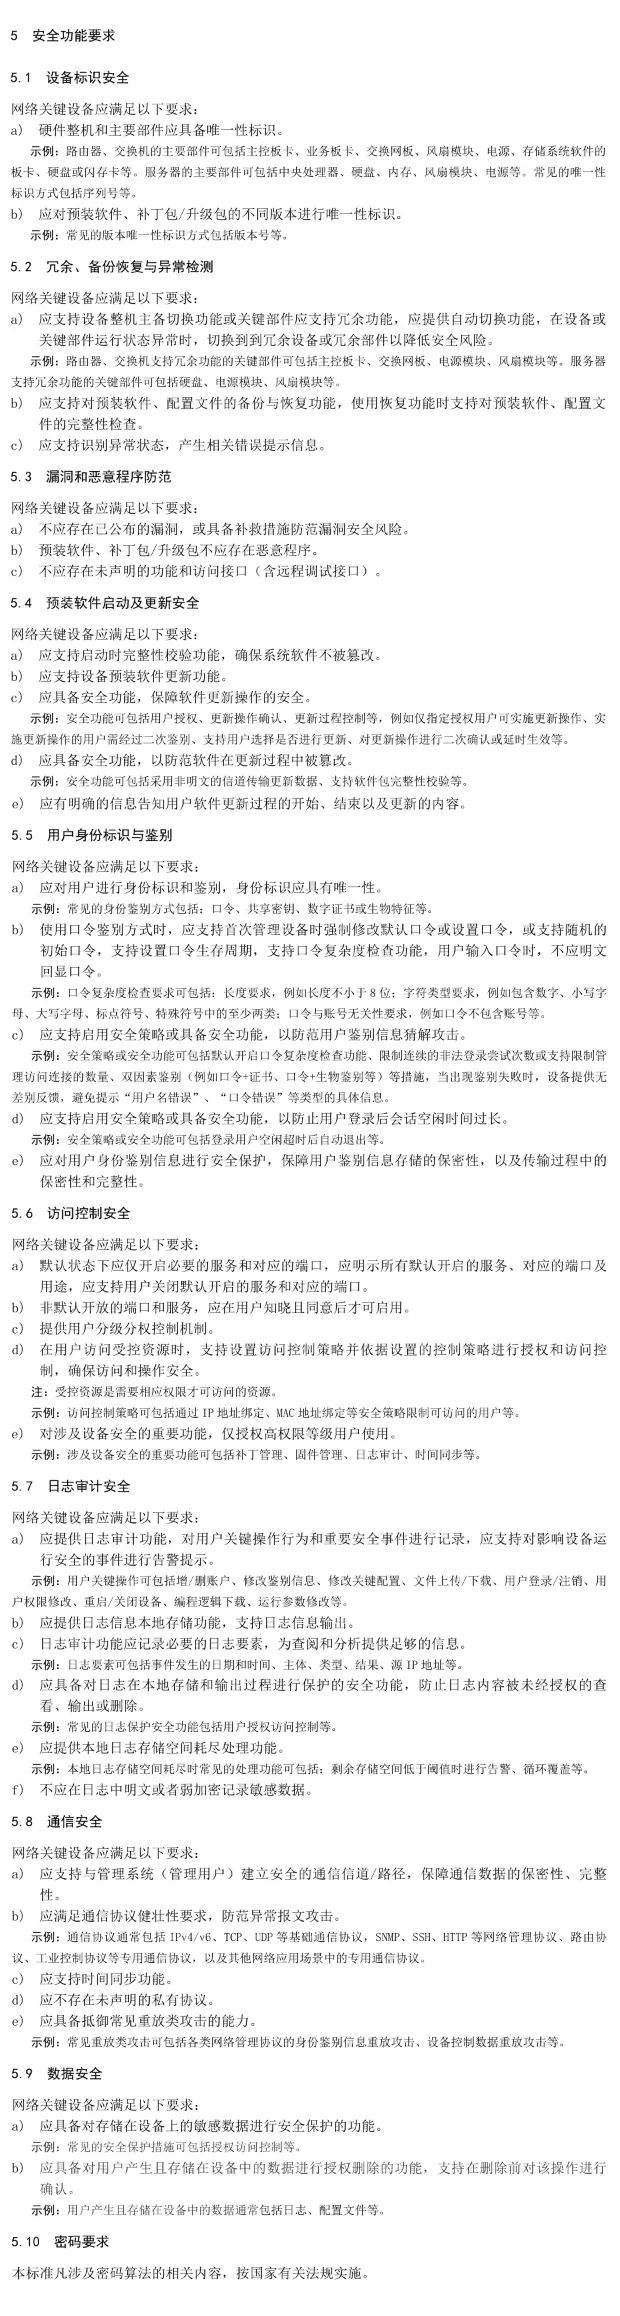 5 安全功能要求
5.1 设备标识安全
网络关键设备应满足以下要求：
a) 硬件整机和主要部件应具备唯一性标识。
示例：路由器、交换机的主要部件可包括主控板卡、业务板卡、交换网板、风扇模块、电源、存储系统软件的
板卡、硬盘或闪存卡等。服务器的主要部件可包括中央处理器、硬盘、内存、风扇模块、电源等。常见的唯一性
标识方式包括序列号等。
b) 应对预装软件、补丁包/升级包的不同版本进行唯一性标识。
示例：常见的版本唯一性标识方式包括版本号等。
5.2 冗余、备份恢复与异常检测
网络关键设备应满足以下要求：
a) 应支持设备整机主备切换功能或关键部件应支持冗余功能，应提供自动切换功能，在设备或
关键部件运行状态异常时，切换到到冗余设备或冗余部件以降低安全风险。
示例：路由器、交换机支持冗余功能的关键部件可包括主控板卡、交换网板、电源模块、风扇模块等。服务器
支持冗余功能的关键部件可包括硬盘、电源模块、风扇模块等。
b) 应支持对预装软件、配置文件的备份与恢复功能，使用恢复功能时支持对预装软件、配置文
件的完整性检查。
c) 应支持识别异常状态，产生相关错误提示信息。
5.3 漏洞和恶意程序防范
网络关键设备应满足以下要求：
a) 不应存在已公布的漏洞，或具备补救措施防范漏洞安全风险。
b) 预装软件、补丁包/升级包不应存在恶意程序。
c) 不应存在未声明的功能和访问接口（含远程调试接口）。
5.4 预装软件启动及更新安全
网络关键设备应满足以下要求：
a) 应支持启动时完整性校验功能，确保系统软件不被篡改。
b) 应支持设备预装软件更新功能。
c) 应具备安全功能，保障软件更新操作的安全。
示例：安全功能可包括用户授权、更新操作确认、更新过程控制等，例如仅指定授权用户可实施更新操作、实
施更新操作的用户需经过二次鉴别、支持用户选择是否进行更新、对更新操作进行二次确认或延时生效等。
d) 应具备安全功能，以防范软件在更新过程中被篡改。
示例：安全功能可包括采用非明文的信道传输更新数据、支持软件包完整性校验等。
e) 应有明确的信息告知用户软件更新过程的开始、结束以及更新的内容。
5.5 用户身份标识与鉴别
网络关键设备应满足以下要求：
a) 应对用户进行身份标识和鉴别，身份标识应具有唯一性。
示例：常见的身份鉴别方式包括：口令、共享密钥、数字证书或生物特征等。
b) 使用口令鉴别方式时，应支持首次管理设备时强制修改默认口令或设置口令，或支持随机的
初始口令，支持设置口令生存周期，支持口令复杂度检查功能，用户输入口令时，不应明文
回显口令。
示例：口令复杂度检查要求可包括：长度要求，例如长度不小于 8 位；字符类型要求，例如包含数字、小写字
母、大写字母、标点符号、特殊符号中的至少两类；口令与账号无关性要求，例如口令不包含账号等。
c) 应支持启用安全策略或具备安全功能，以防范用户鉴别信息猜解攻击。
示例：安全策略或安全功能可包括默认开启口令复杂度检查功能、限制连续的非法登录尝试次数或支持限制管
理访问连接的数量、双因素鉴别（例如口令+证书、口令+生物鉴别等）等措施，当出现鉴别失败时，设备提供无
差别反馈，避免提示“用户名错误”、“口令错误”等类型的具体信息。
d) 应支持启用安全策略或具备安全功能，以防止用户登录后会话空闲时间过长。
示例：安全策略或安全功能可包括登录用户空闲超时后自动退出等。
e) 应对用户身份鉴别信息进行安全保护，保障用户鉴别信息存储的保密性，以及传输过程中的
保密性和完整性。
5.6 访问控制安全
网络关键设备应满足以下要求：
a) 默认状态下应仅开启必要的服务和对应的端口，应明示所有默认开启的服务、对应的端口及
用途，应支持用户关闭默认开启的服务和对应的端口。
b) 非默认开放的端口和服务，应在用户知晓且同意后才可启用。
c) 提供用户分级分权控制机制。
d) 在用户访问受控资源时，支持设置访问控制策略并依据设置的控制策略进行授权和访问控
制，确保访问和操作安全。
注：受控资源是需要相应权限才可访问的资源。
示例：访问控制策略可包括通过 IP 地址绑定、MAC 地址绑定等安全策略限制可访问的用户等。
e) 对涉及设备安全的重要功能，仅授权高权限等级用户使用。
示例：涉及设备安全的重要功能可包括补丁管理、固件管理、日志审计、时间同步等。
5.7 日志审计安全
网络关键设备应满足以下要求：
a) 应提供日志审计功能，对用户关键操作行为和重要安全事件进行记录，应支持对影响设备运
行安全的事件进行告警提示。
示例：用户关键操作可包括增/删账户、修改鉴别信息、修改关键配置、文件上传/下载、用户登录/注销、用
户权限修改、重启/关闭设备、编程逻辑下载、运行参数修改等。
b) 应提供日志信息本地存储功能，支持日志信息输出。
c) 日志审计功能应记录必要的日志要素，为查阅和分析提供足够的信息。
示例：日志要素可包括事件发生的日期和时间、主体、类型、结果、源 IP 地址等。
d) 应具备对日志在本地存储和输出过程进行保护的安全功能，防止日志内容被未经授权的查
看、输出或删除。
示例：常见的日志保护安全功能包括用户授权访问控制等。
e) 应提供本地日志存储空间耗尽处理功能。
示例：本地日志存储空间耗尽时常见的处理功能可包括：剩余存储空间低于阈值时进行告警、循环覆盖等。
f) 不应在日志中明文或者弱加密记录敏感数据。
5.8 通信安全
网络关键设备应满足以下要求：
a) 应支持与管理系统（管理用户）建立安全的通信信道/路径，保障通信数据的保密性、完整
性。
b) 应满足通信协议健壮性要求，防范异常报文攻击。
示例：通信协议通常包括 IPv4/v6、TCP、UDP 等基础通信协议，SNMP、SSH、HTTP 等网络管理协议、路由协
议、工业控制协议等专用通信协议，以及其他网络应用场景中的专用通信协议。
c) 应支持时间同步功能。
d) 应不存在未声明的私有协议。
e) 应具备抵御常见重放类攻击的能力。
示例：常见重放类攻击可包括各类网络管理协议的身份鉴别信息重放攻击、设备控制数据重放攻击等。
5.9 数据安全
网络关键设备应满足以下要求：
a) 应具备对存储在设备上的敏感数据进行安全保护的功能。
示例：常见的安全保护措施可包括授权访问控制等。
b) 应具备对用户产生且存储在设备中的数据进行授权删除的功能，支持在删除前对该操作进行
确认。
示例：用户产生且存储在设备中的数据通常包括日志、配置文件等。
5.10 密码要求
本标准凡涉及密码算法的相关内容，按国家有关法规实施。